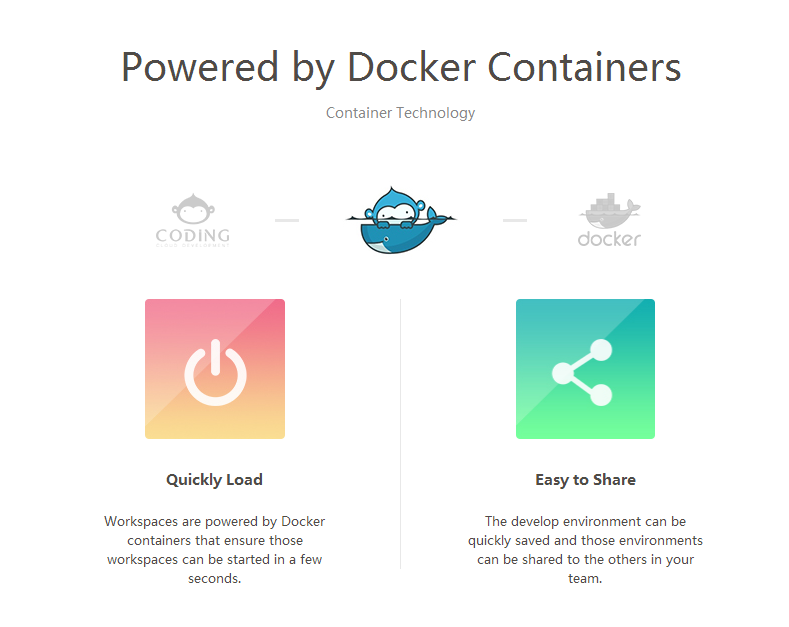 Powered by Docker Containers
Container Technology
CODING
CLOUD DEVELOPMENT
docker
Quickly Load
Easy to Share
Workspaces are powered by Docker
containers that ensure those
workspaces can be started in a few
seconds.
The develop environment can be
quickly saved and those environments
can be shared to the others in your
team.